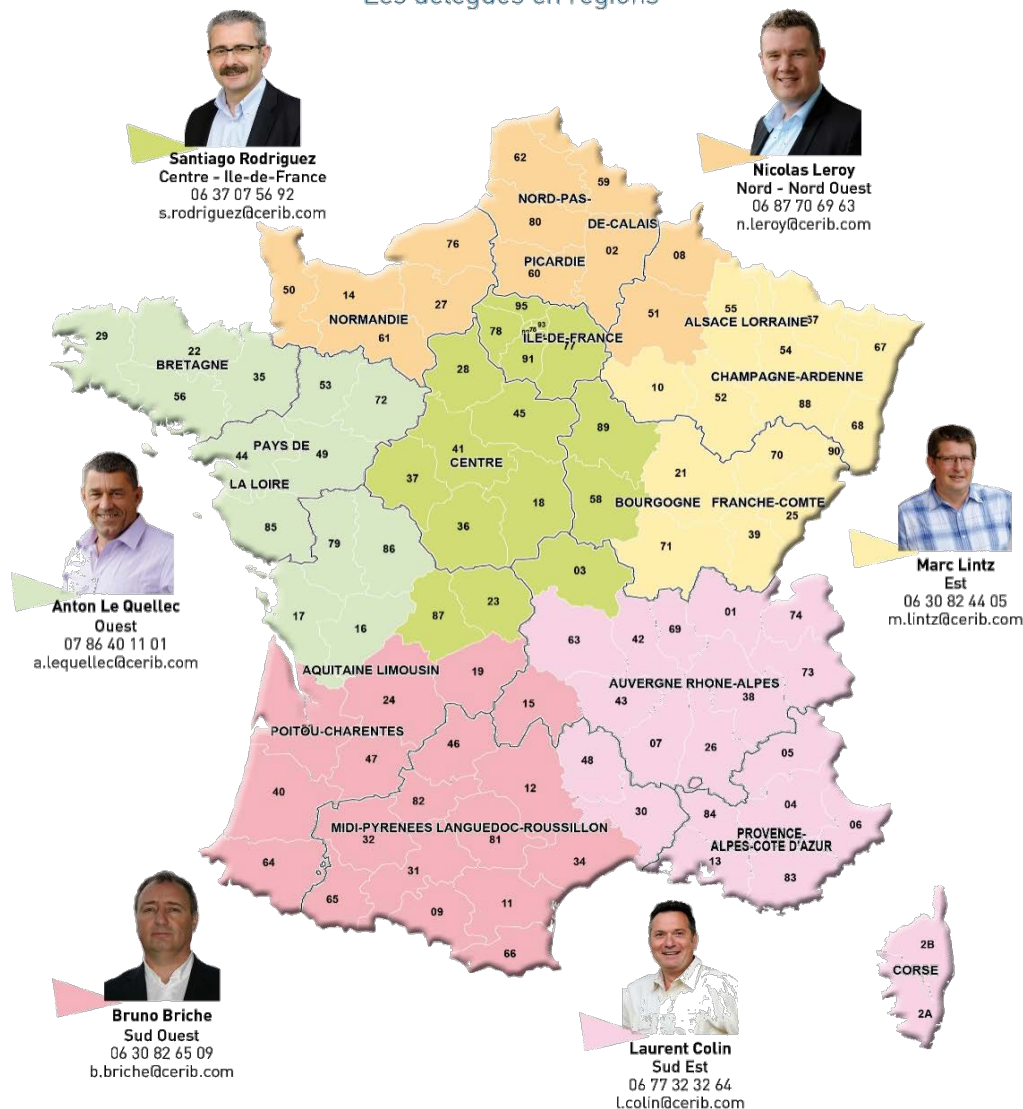 Les délégués en régions
Santiago Rodriguez
Centre - Ile-de-France
06 37 07 56 92
s.rodriguez@cerib.com
Nicolas Leroy
Nord - Nord Ouest
06 87 70 69 63
n.leroy@cerib.com
62
59
NORD-PAS-
80
DE-CALAIS
02
08
PICARDIE
60
76
50
14
27
NORMANDIE
61
51
95
78
93
ILE-DE-FRANCE
77
91
55
ALSACE LORRAINE
57
54
67
CHAMPAGNE-ARDENNE
10
52
88
68
29
22
BRETAGNE
35
56
53
72
28
45
89
44
PAYS DE
49
LA LOIRE
85
41
CENTRE
37
18
58
36
70
90
21
BOURGOGNE
FRANCHE-COMTE
25
39
71
79
86
03
17
16
87
23
Anton Le Quellec
Ouest
07 86 40 11 01
a.lequellec@cerib.com
Marc Lintz
Est
06 30 82 44 05
m.lintz@cerib.com
63
42
69
01
74
AQUITAINE LIMOUSIN
19
24
15
AUVERGNE RHONE-ALPES
73
43
38
POITOU-CHARENTES
47
46
48
07
26
05
40
12
82
30
84
04
06
MIDI-PYRENEES LANGUEDOC-ROUSSILLON
32
81
PROVENCE-
ALPES-COTE D'AZUR
13
83
64
31
34
65
09
11
66
2B
CORSE
2A
Bruno Briche
Sud Ouest
06 30 82 65 09
b.briche@cerib.com
Laurent Colin
Sud Est
06 77 32 32 64
l.colin@cerib.com